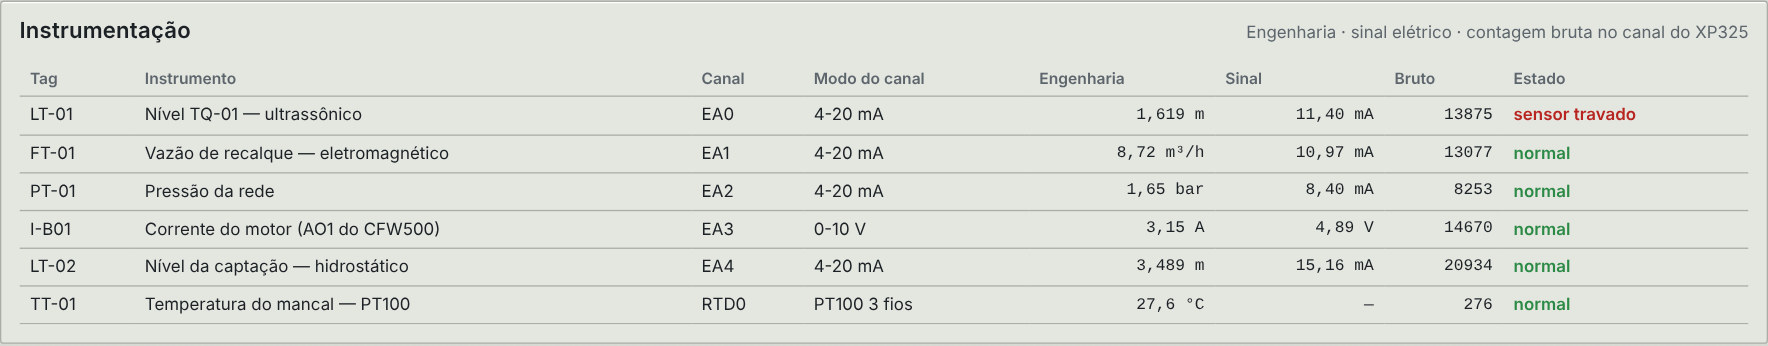 Instrumentação
Engenharia · sinal elétrico · contagem bruta no canal do XP325
Tag Instrumento Canal Modo do canal Engenharia Sinal Bruto Estado
LT-01 Nível TQ-01 — ultrassônico EA0 4-20 mA 1,619 m 11,40 mA 13875 sensor travado
FT-01 Vazão de recalque — eletromagnético EA1 4-20 mA 8,72 m³/h 10,97 mA 13077 normal
PT-01 Pressão da rede EA2 4-20 mA 1,65 bar 8,40 mA 8253 normal
I-B01 Corrente do motor (AO1 do CFW500) EA3 0-10 V 3,15 A 4,89 V 14670 normal
LT-02 Nível da captação — hidrostático EA4 4-20 mA 3,489 m 15,16 mA 20934 normal
TT-01 Temperatura do mancal — PT100 RTD0 PT100 3 fios 27,6 °C — 276 normal